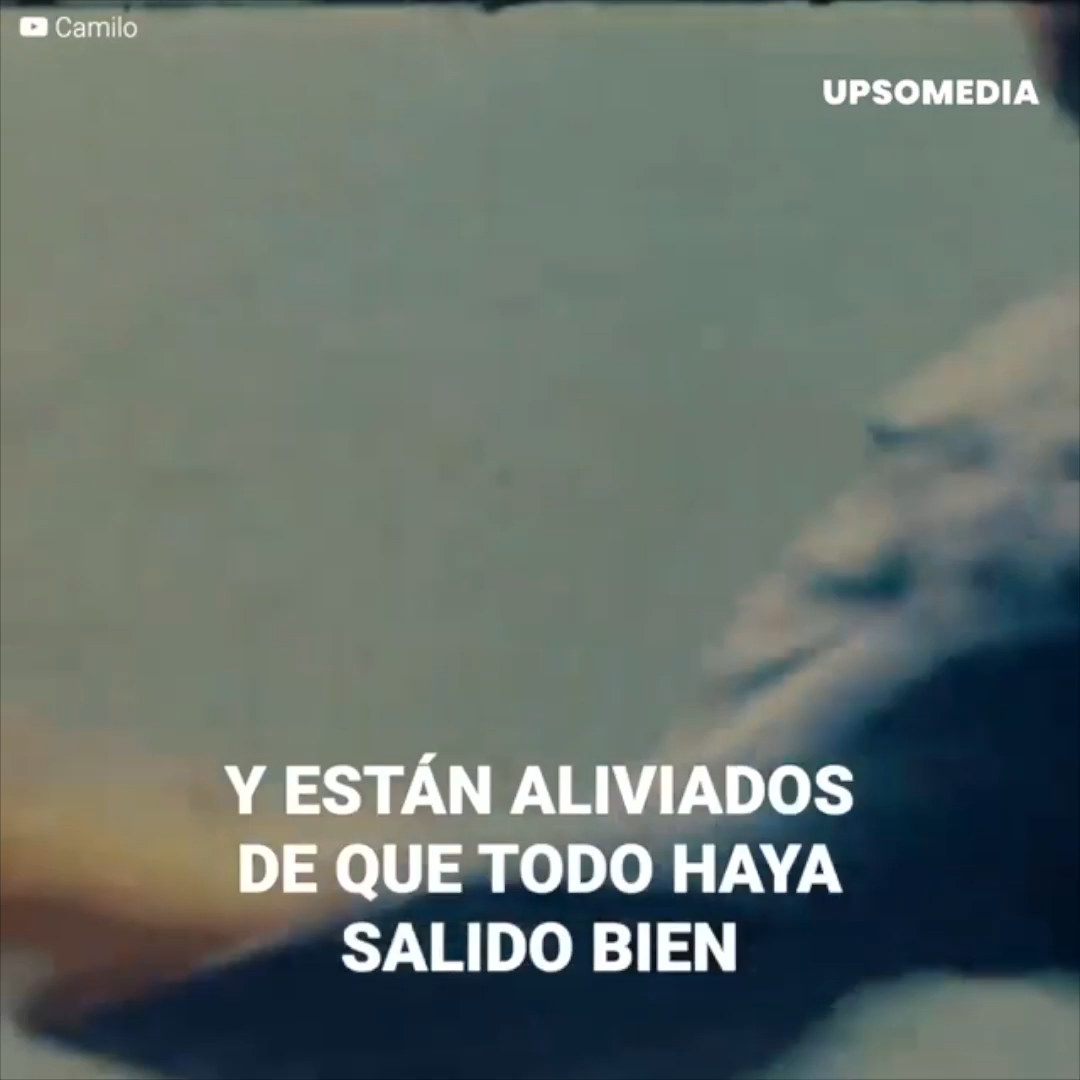 Camilo
UPSOMEDIA
Y ESTÁN ALIVIADOS
DE QUE TODO HAYA
SALIDO BIEN